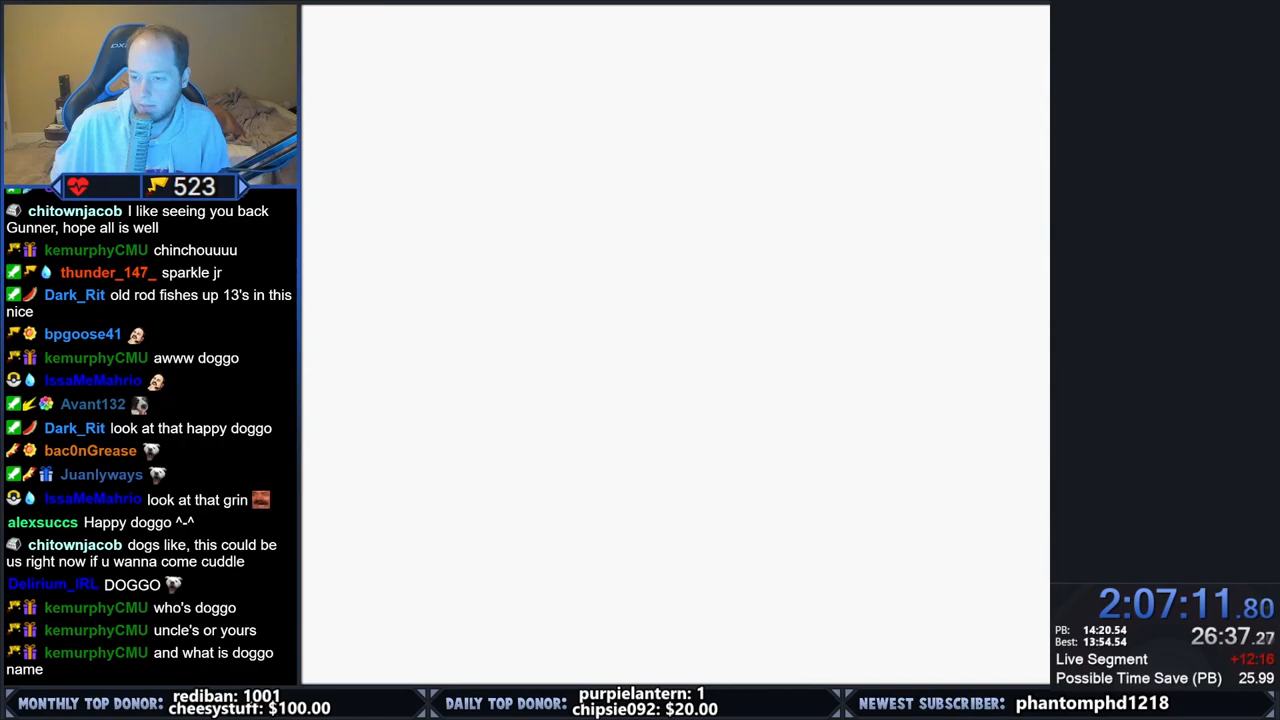 DX
523
chitownjacob I like seeing you back
Gunner, hope all is well
kemurphyCMU chinchouuuu
thunder_147_ sparkle jr
Dark_Rit old rod fishes up 13's in this
nice
bpgoose41
kemurphyCMU awww doggo
IssaMeMahrio
Avant132
Dark_Rit look at that happy doggo
bac0nGrease
Juanlyways
IssaMeMahrio look at that grin
alexsuccs Happy doggo ^-^
chitownjacob dogs like, this could be
us right now if u wanna come cuddle
Delirium_IRL DOGGO
kemurphyCMU who's doggo
kemurphyCMU uncle's or yours
kemurphyCMU and what is doggo
name
2:07:11.80
PB: 14:20.54
Best: 13:54.54
26:37.27
Live Segment +12:16
Possible Time Save (PB) 25.99
MONTHLY TOP DONOR: rediban: 1001
cheesystuff: $100.00
DAILY TOP DONOR: purpielantern: 1
chipsie092: $20.00
NEWEST SUBSCRIBER: phantomphd1218